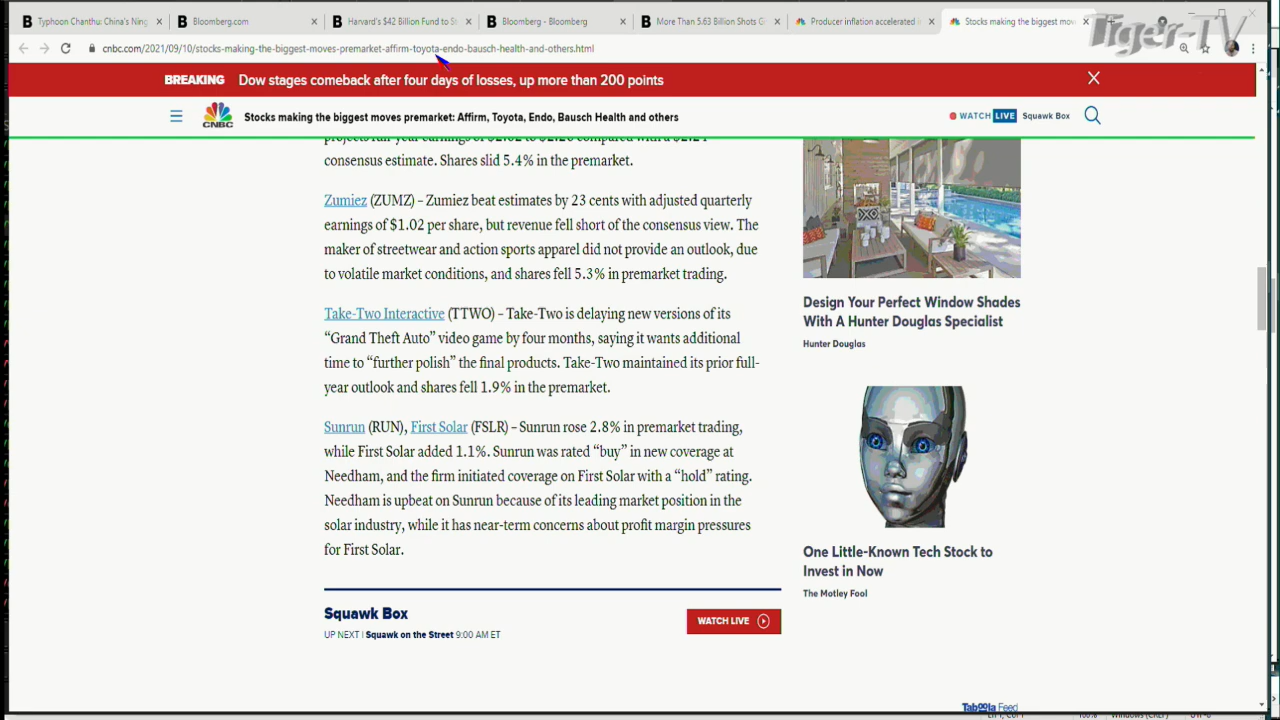 Typhoon Chanthu: China's Ning
Bloomberg.com
Harvard's $42 Billion Fund to St
Bloomberg - Bloomberg
More Than 5.63 Billion Shots Gi
Producer inflation accelerated i
Stocks making the biggest mov
Tiger-TV
cnbc.com/2021/09/10/stocks-making-the-biggest-moves-premarket-affirm-toyota-endo-bausch-health-and-others.html
BREAKING Dow stages comeback after four days of losses, up more than 200 points
CNBC
Stocks making the biggest moves premarket: Affirm, Toyota, Endo, Bausch Health and others
WATCH LIVE Squawk Box
consensus estimate. Shares slid 5.4% in the premarket.
Zumiez (ZUMZ) – Zumiez beat estimates by 23 cents with adjusted quarterly
earnings of $1.02 per share, but revenue fell short of the consensus view. The
maker of streetwear and action sports apparel did not provide an outlook, due
to volatile market conditions, and shares fell 5.3% in premarket trading.
Take-Two Interactive (TTWO) – Take-Two is delaying new versions of its
“Grand Theft Auto” video game by four months, saying it wants additional
time to “further polish” the final products. Take-Two maintained its prior full-
year outlook and shares fell 1.9% in the premarket.
Sunrun (RUN), First Solar (FSLR) – Sunrun rose 2.8% in premarket trading,
while First Solar added 1.1%. Sunrun was rated “buy” in new coverage at
Needham, and the firm initiated coverage on First Solar with a “hold” rating.
Needham is upbeat on Sunrun because of its leading market position in the
solar industry, while it has near-term concerns about profit margin pressures
for First Solar.
Squawk Box
UP NEXT | Squawk on the Street 9:00 AM ET
WATCH LIVE
Design Your Perfect Window Shades
With A Hunter Douglas Specialist
Hunter Douglas
One Little-Known Tech Stock to
Invest in Now
The Motley Fool
Taboola Feed